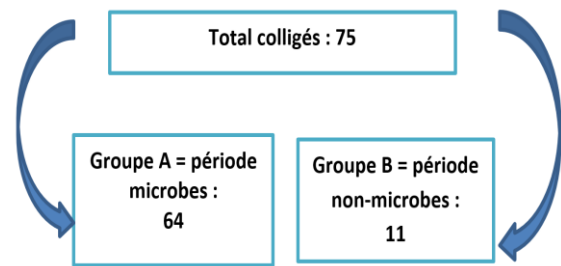 Total colligés : 75
Groupe A = période
microbes :
64
Groupe B = période
non-microbes :
11